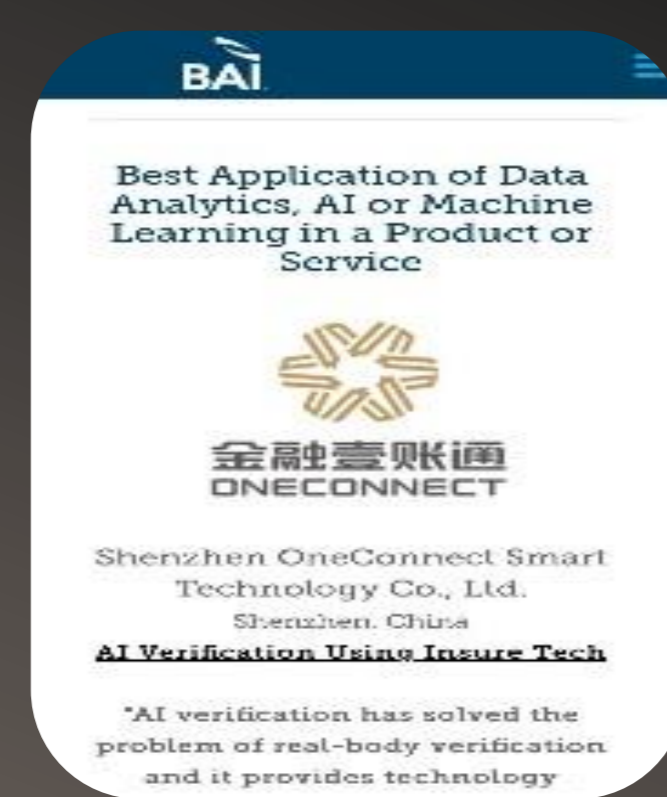 BAI
Best Application of Data
Analytics, AI or Machine
Learning in a Product or
Service
金融壹账通
ONECONNECT
Shenzhen OneConnect Smart
Technology Co., Ltd.
Shenzhen, China
AI Verification Using Insure Tech
"AI verification has solved the
problem of real-body verification
and it provides technology